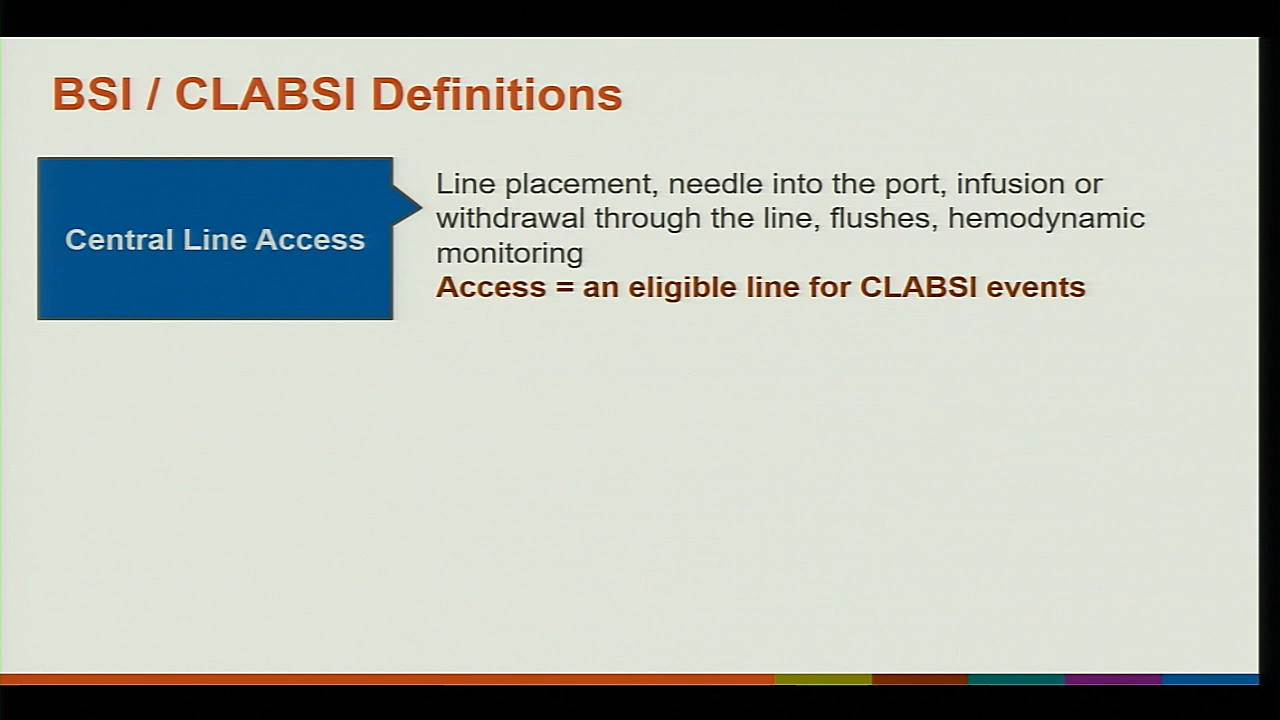 BSI / CLABSI Definitions
Central Line Access
Line placement, needle into the port, infusion or
withdrawal through the line, flushes, hemodynamic
monitoring
Access = an eligible line for CLABSI events